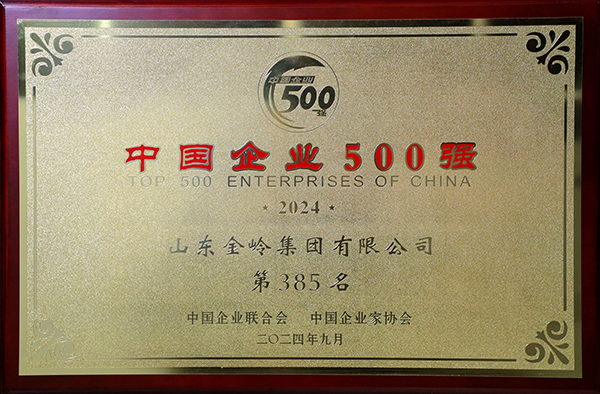 中国企业
500
强
中国企业500强
TOP 500 ENTERPRISES OF CHINA
2024
山东金岭集团有限公司
第385名
中国企业联合会 中国企业家协会
二〇二四年九月